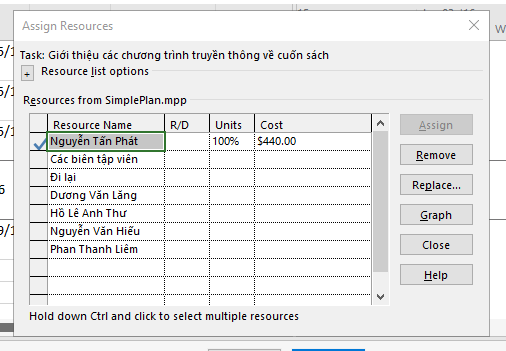 Assign Resources
Task: Giới thiệu các chương trình truyền thông về cuốn sách
+ Resource list options
Resources from SimplePlan.mpp
Resource Name R/D Units Cost
Nguyễn Tấn Phát 100% $440.00
Các biên tập viên
Đi lại
Dương Văn Lăng
Hồ Lê Anh Thư
Nguyễn Văn Hiếu
Phan Thanh Liêm
Assign
Remove
Replace...
Graph
Close
Help
Hold down Ctrl and click to select multiple resources